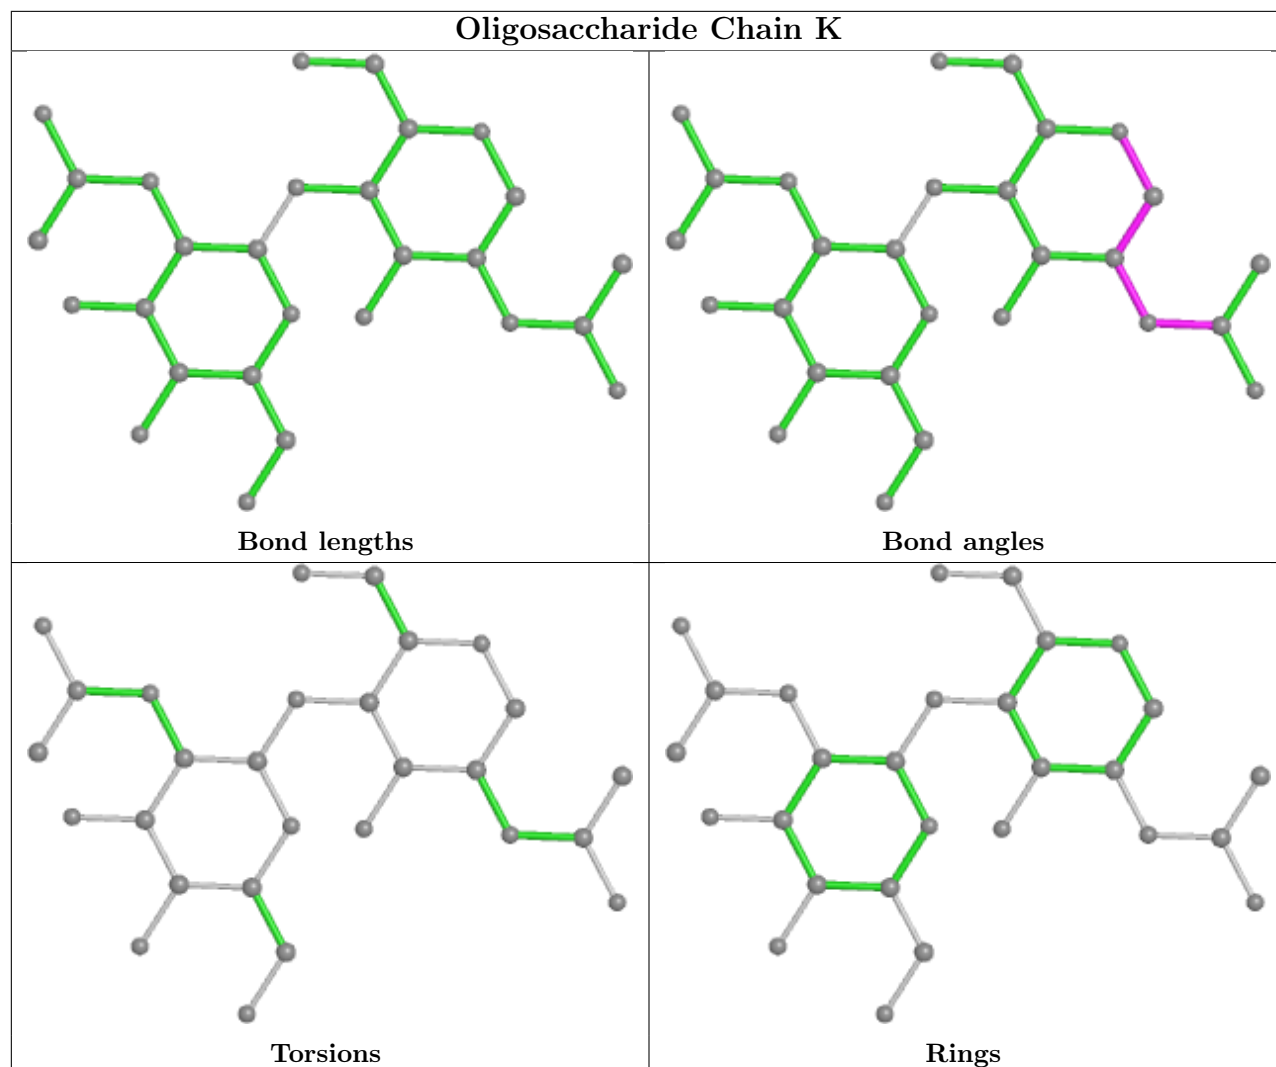 Oligosaccharide Chain K
Bond lengths
Bond angles
Torsions
Rings